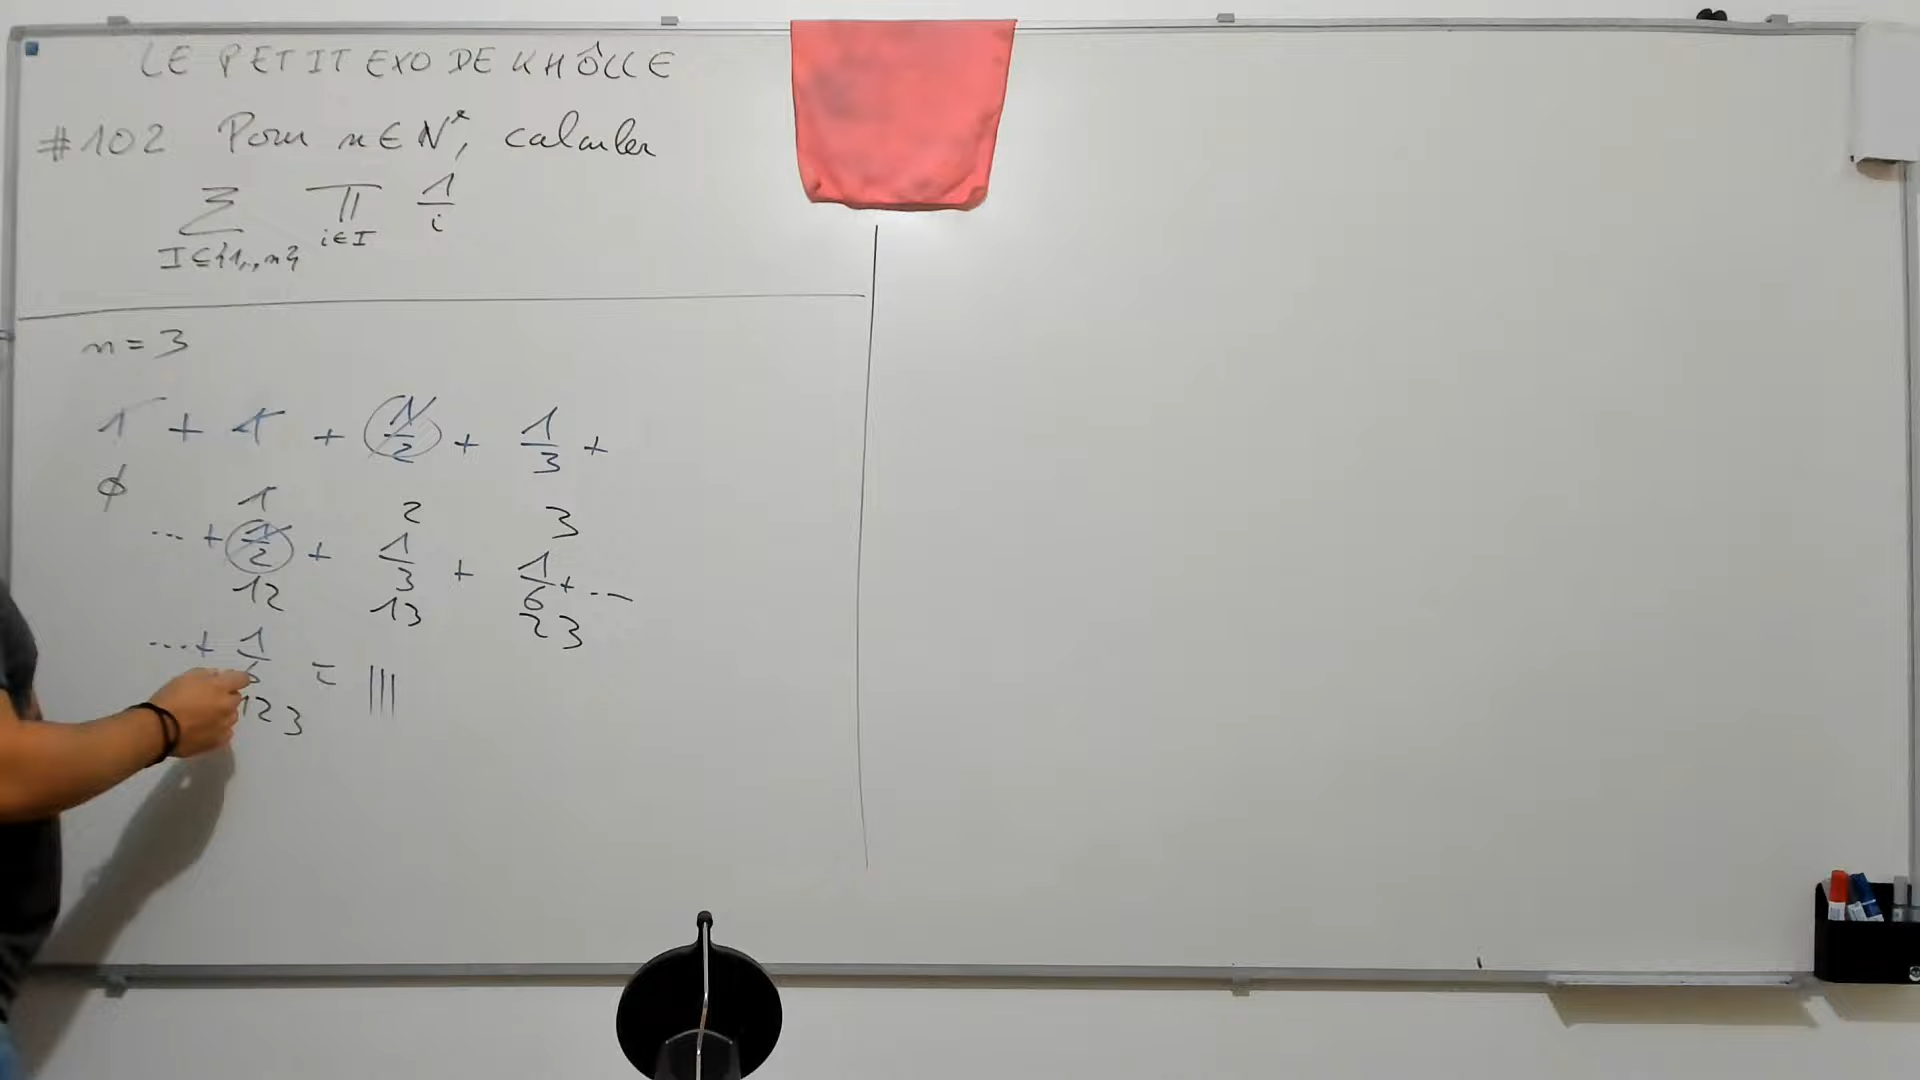 LE PETIT EXO DE KHÔLLE
#102 Pour n ∈ N*, calculer
∑ ∏ 1/i
I⊆{1,..,n} i∈I
n = 3
1 + 1 + 1/2 + 1/3 +
∅ 1 2 3
... + 1/2 + 1/3 + 1/6 + ...
12 13 23
... + 1/6 = |||
123